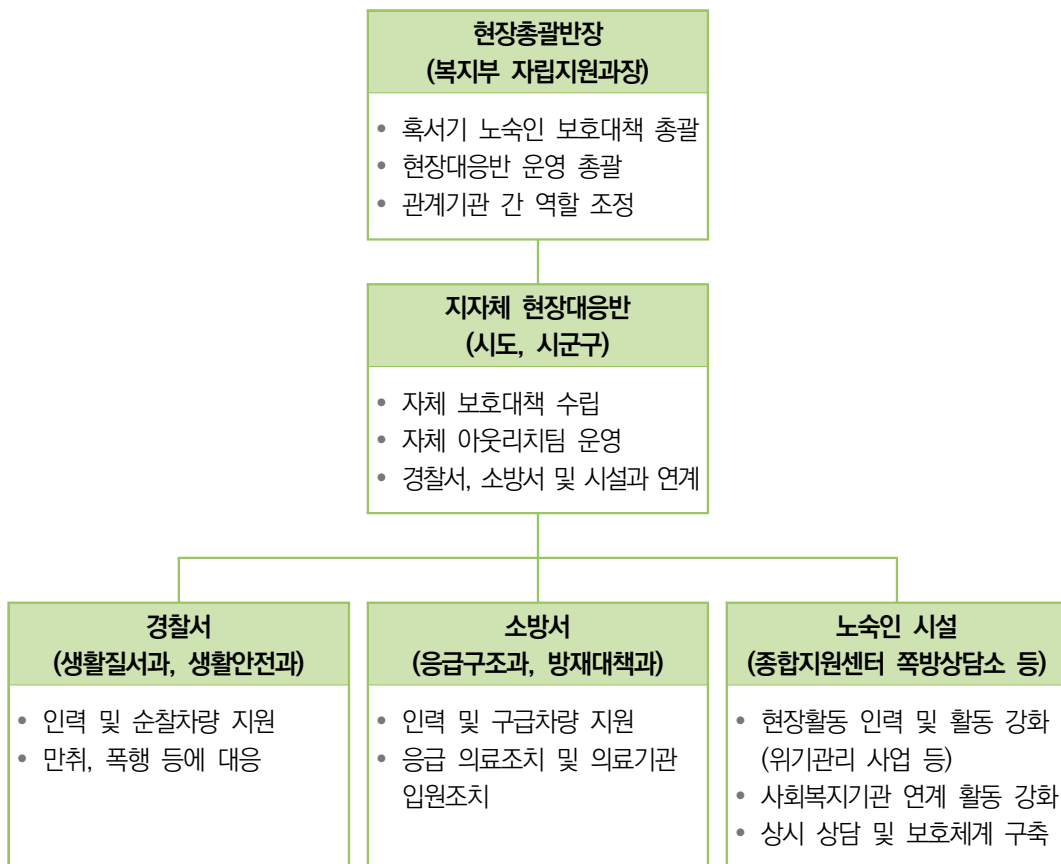 현장총괄반장
(복지부 자립지원과장)
• 혹서기 노숙인 보호대책 총괄
• 현장대응반 운영 총괄
• 관계기관 간 역할 조정
지자체 현장대응반
(시도, 시군구)
• 자체 보호대책 수립
• 자체 아웃리치팀 운영
• 경찰서, 소방서 및 시설과 연계
경찰서
(생활질서과, 생활안전과)
• 인력 및 순찰차량 지원
• 만취, 폭행 등에 대응
소방서
(응급구조과, 방재대책과)
• 인력 및 구급차량 지원
• 응급 의료조치 및 의료기관
입원조치
노숙인 시설
(종합지원센터 쪽방상담소 등)
• 현장활동 인력 및 활동 강화
(위기관리 사업 등)
• 사회복지기관 연계 활동 강화
• 상시 상담 및 보호체계 구축